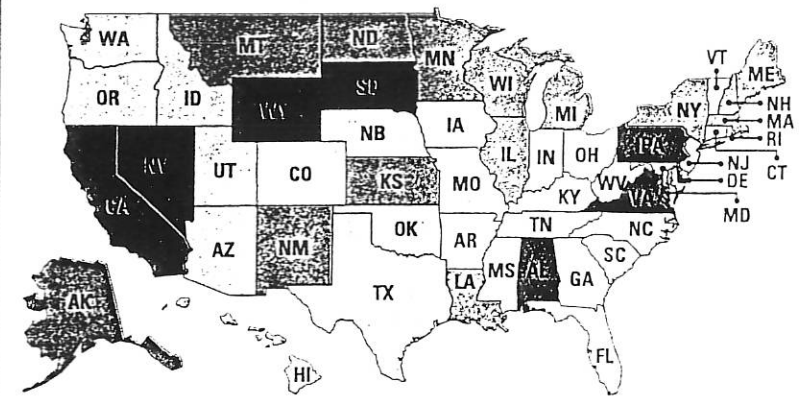 WA
MT
ND
MN
VT
ME
OR
ID
WY
SD
WI
MI
NY
NH
MA
RI
CT
NV
UT
CO
NB
IA
IL
IN
OH
PA
NJ
DE
MD
CA
KS
MO
KY
WV
VA
AZ
NM
OK
AR
TN
NC
SC
AK
TX
LA
MS
AL
GA
HI
FL